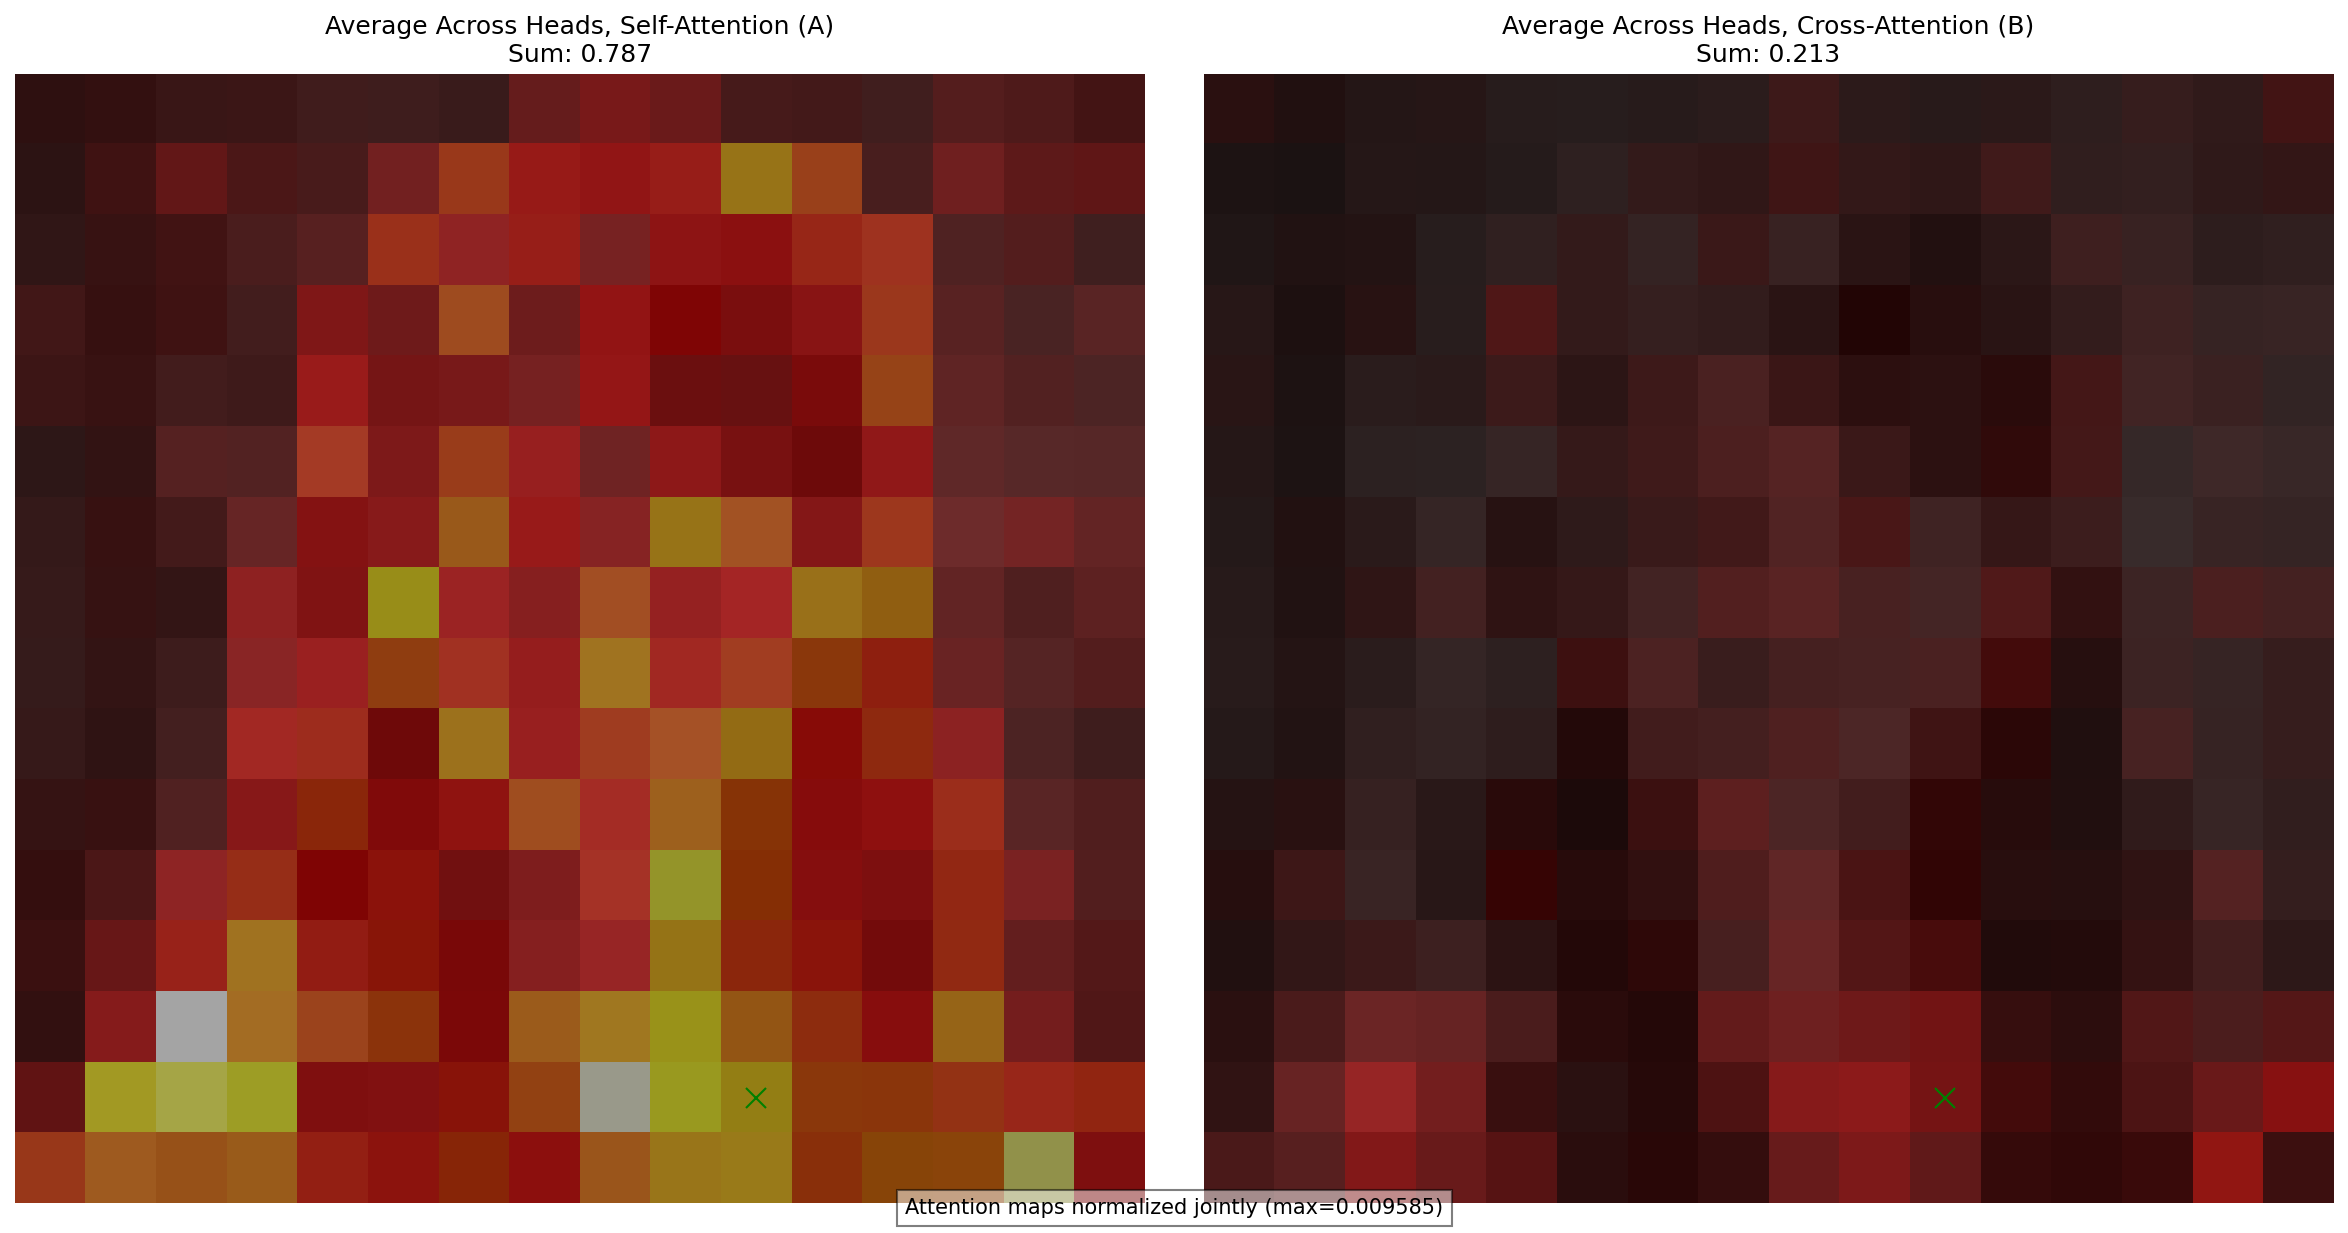 Average Across Heads, Self-Attention (A)
Sum: 0.787
Average Across Heads, Cross-Attention (B)
Sum: 0.213
Attention maps normalized jointly (max=0.009585)